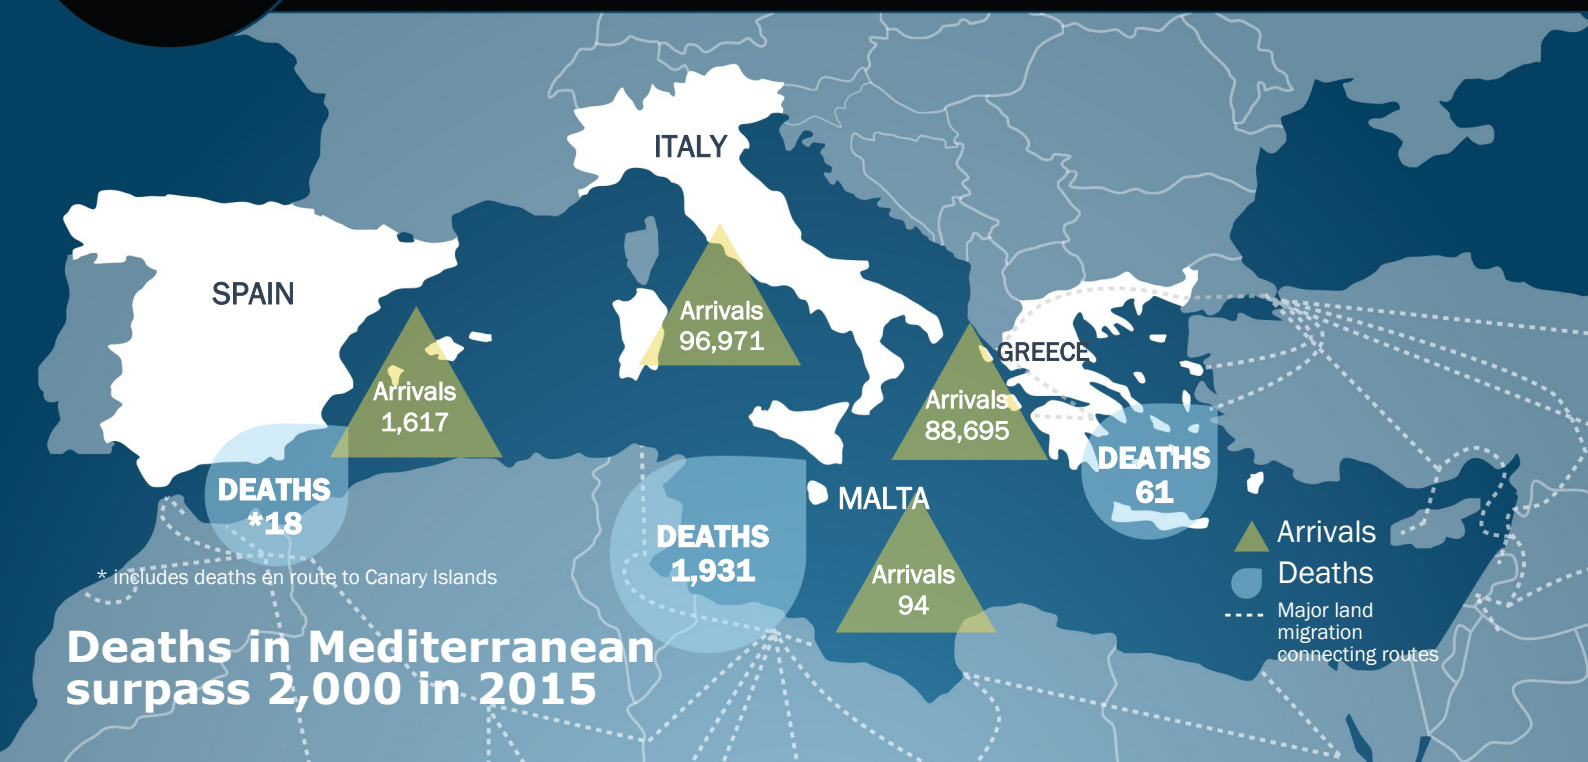 ITALY
SPAIN
Arrivals
96,971
GREECE
Arrivals
1,617
Arrivals
88,695
DEATHS
61
DEATHS
*18
MALTA
DEATHS
1,931
Arrivals
94
Arrivals
Deaths
Major land
migration
connecting routes
* includes deaths en route to Canary Islands
Deaths in Mediterranean
surpass 2,000 in 2015